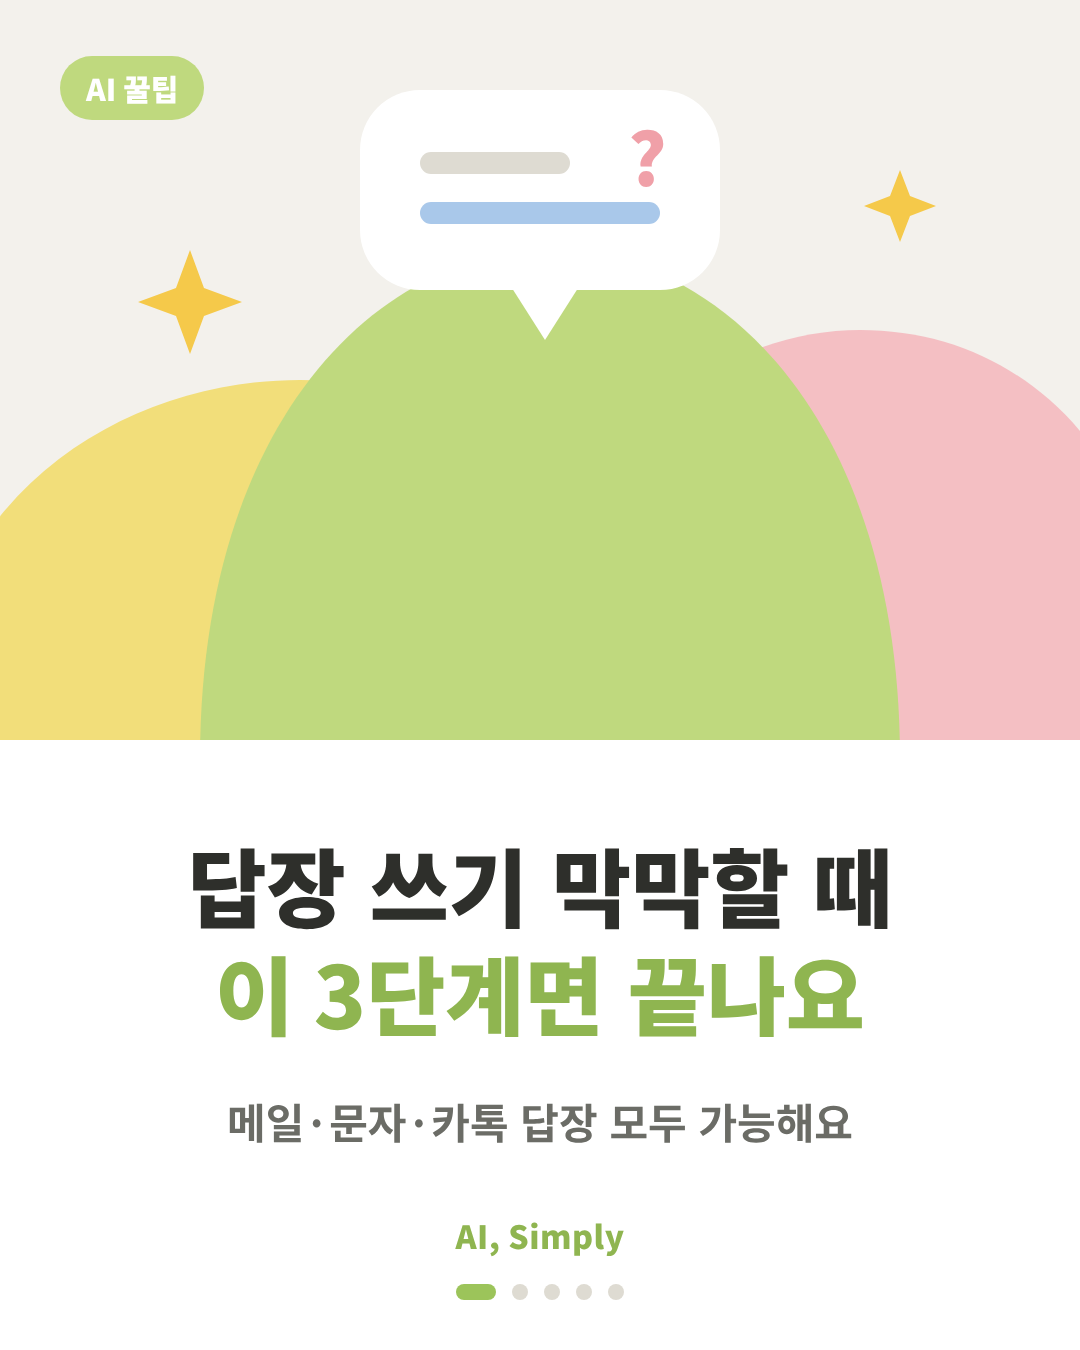 AI 꿀팁
?
답장 쓰기 막막할 때
이 3단계면 끝나요
메일·문자·카톡 답장 모두 가능해요
AI, Simply